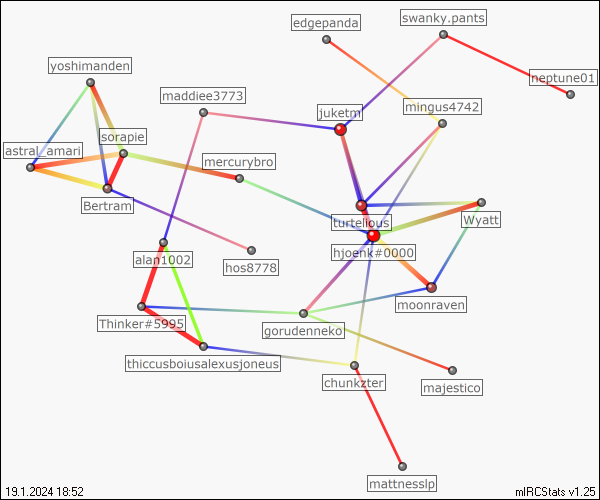 edgepanda
swanky.pants
yoshimanden
neptune01
maddiee3773
juketm
mingus4742
sorapie
astral_amari
mercurybro
Bertram
turtelious
Wyatt
hjoenk#0000
alan1002
hos8778
moonraven
Thinker#5995
gorudenneko
thiccusboiusalexusjoneus
chunkzter
majestico
mattnesslp
19.1.2024 18:52
mIRCStats v1.25